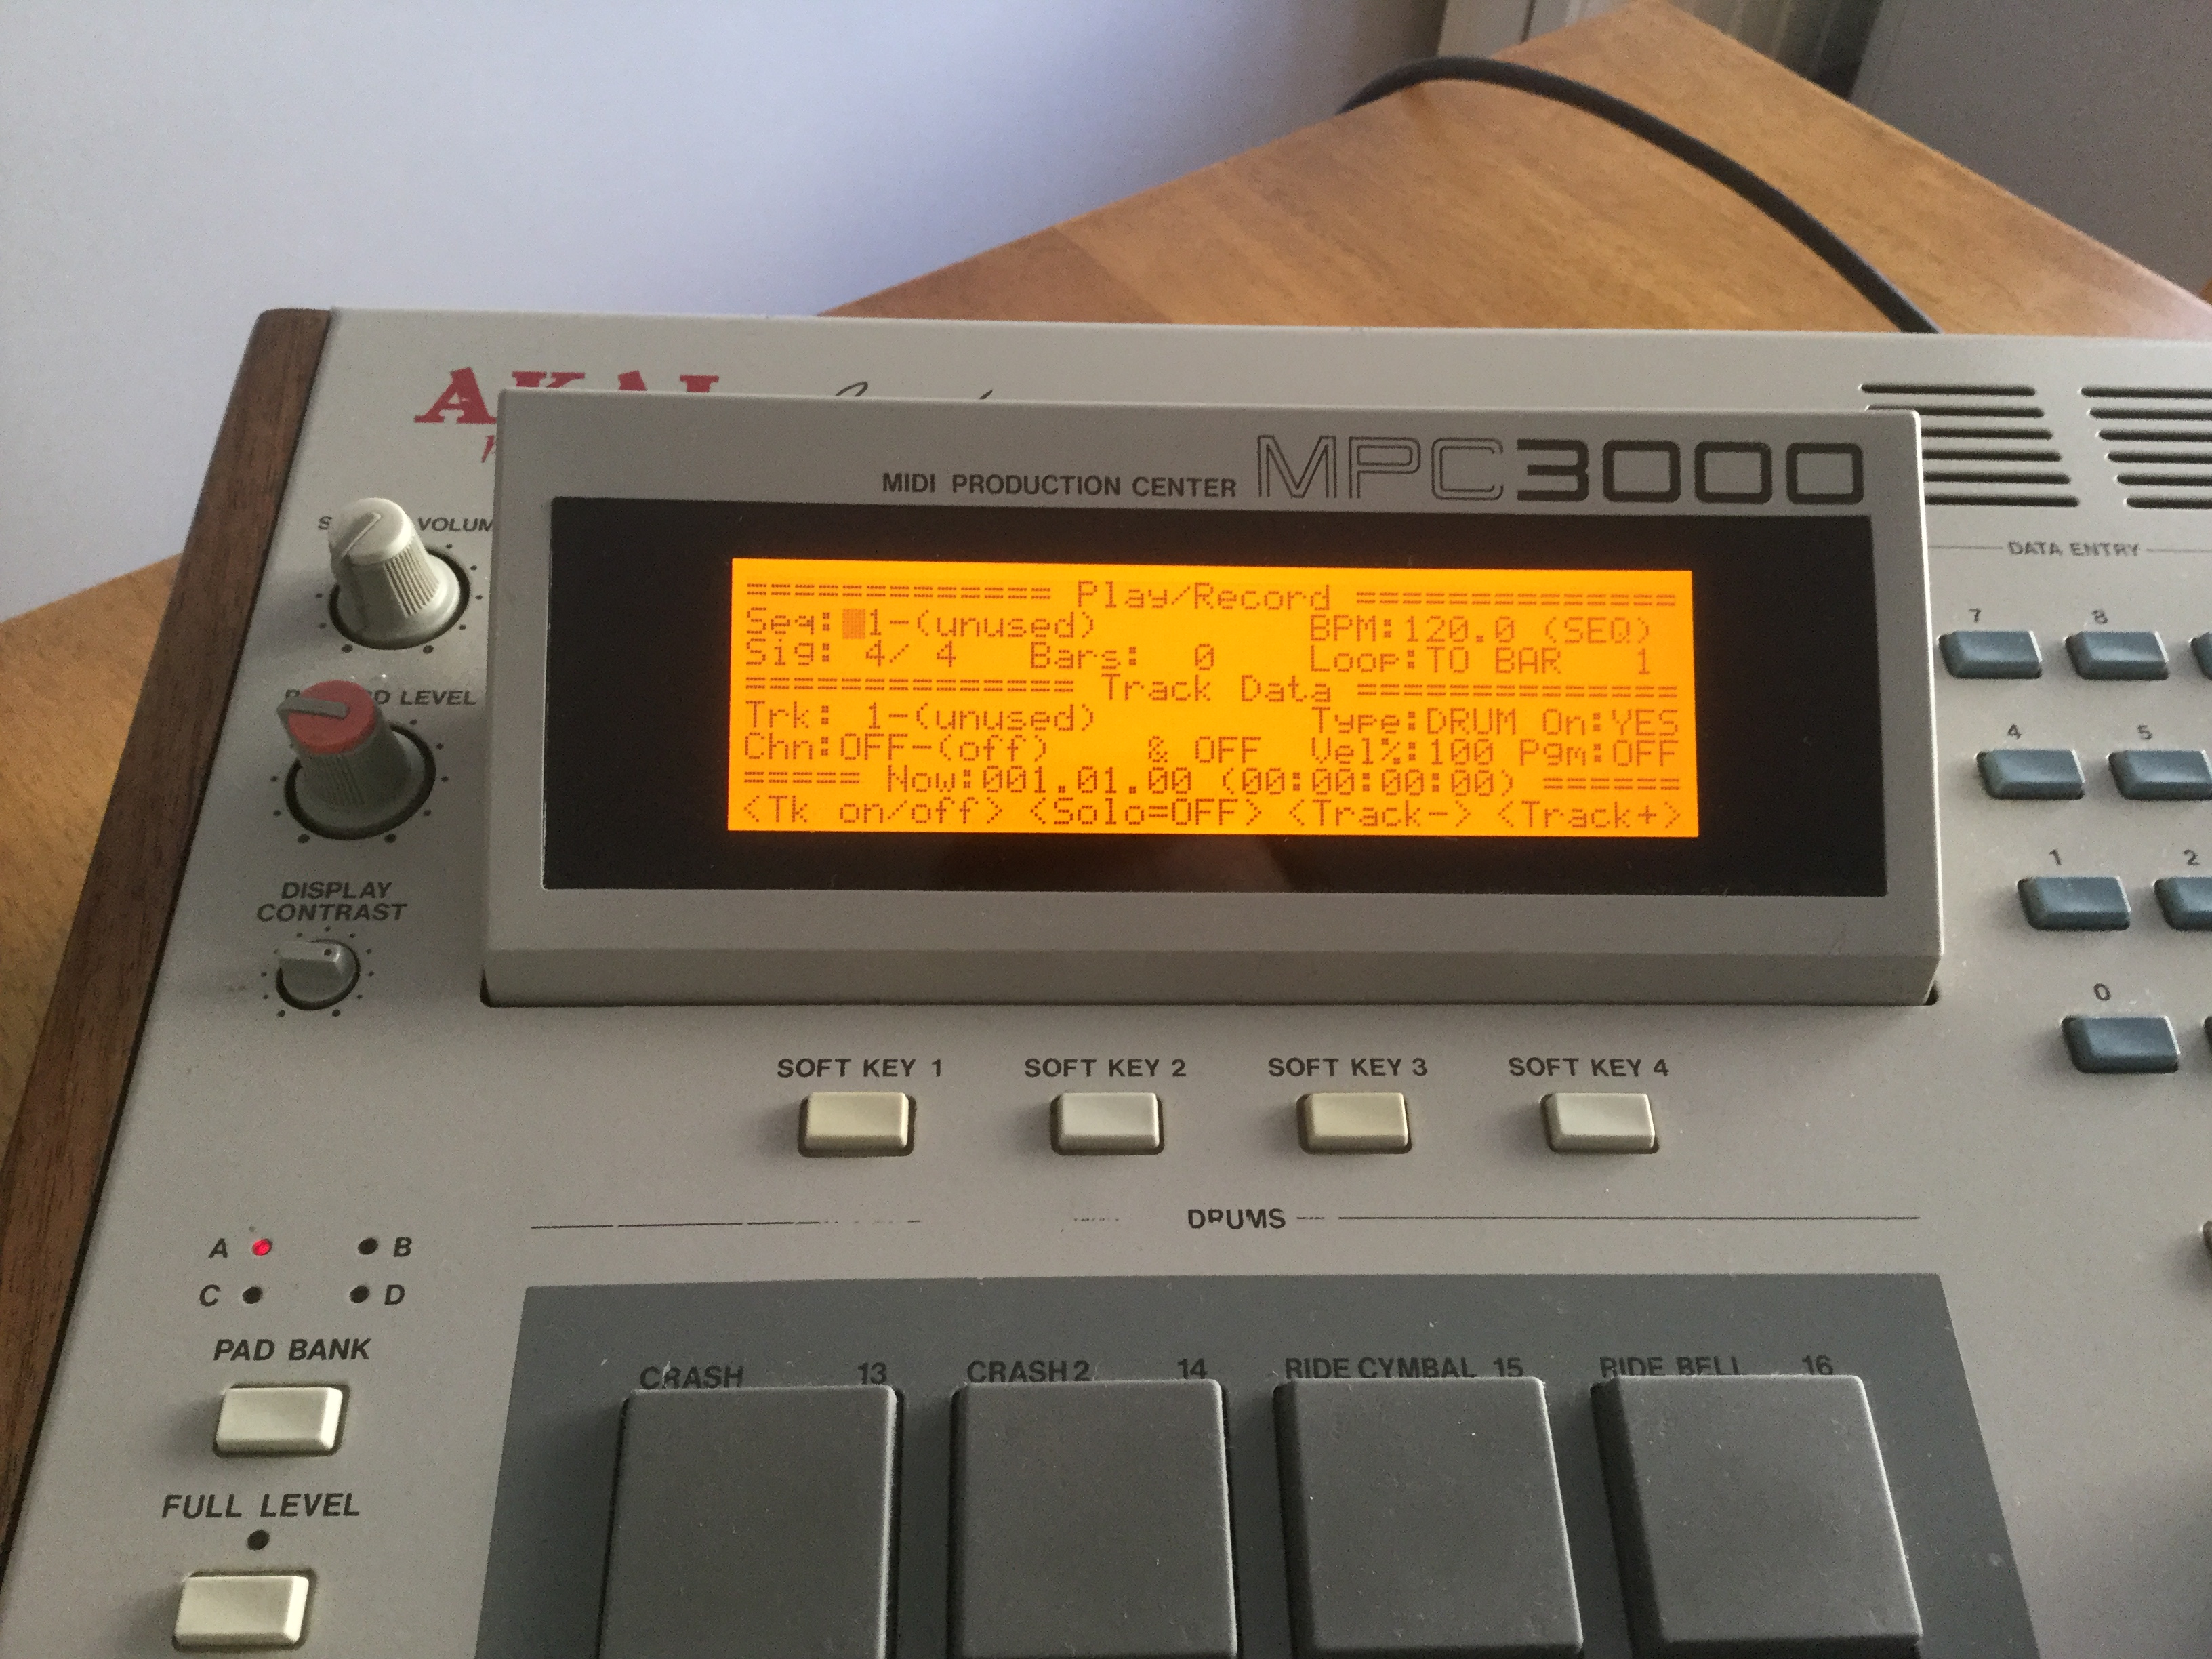 AKAI
MIDI PRODUCTION CENTER MPC3000
VOLUM
LEVEL
DISPLAY
CONTRAST
============= Play/Record ==============
Seq: 1-(unused) BPM:120.0 (SEQ)
Sig: 4/ 4 Bars: 0 Loop:TO BAR 1
============== Track Data ==============
Trk: 1-(unused) Type:DRUM On:YES
Chn:OFF-(off) & OFF Vel%:100 Pgm:OFF
===== Now:001.01.00 (00:00:00:00) ======
<Tk on/off> <Solo=OFF> <Track-> <Track+>
DATA ENTRY
7 8
4 5
1 2
0
SOFT KEY 1 SOFT KEY 2 SOFT KEY 3 SOFT KEY 4
DRUMS
A B
C D
PAD BANK
FULL LEVEL
CRASH 13 CRASH 2 14 RIDE CYMBAL 15 RIDE BELL 16